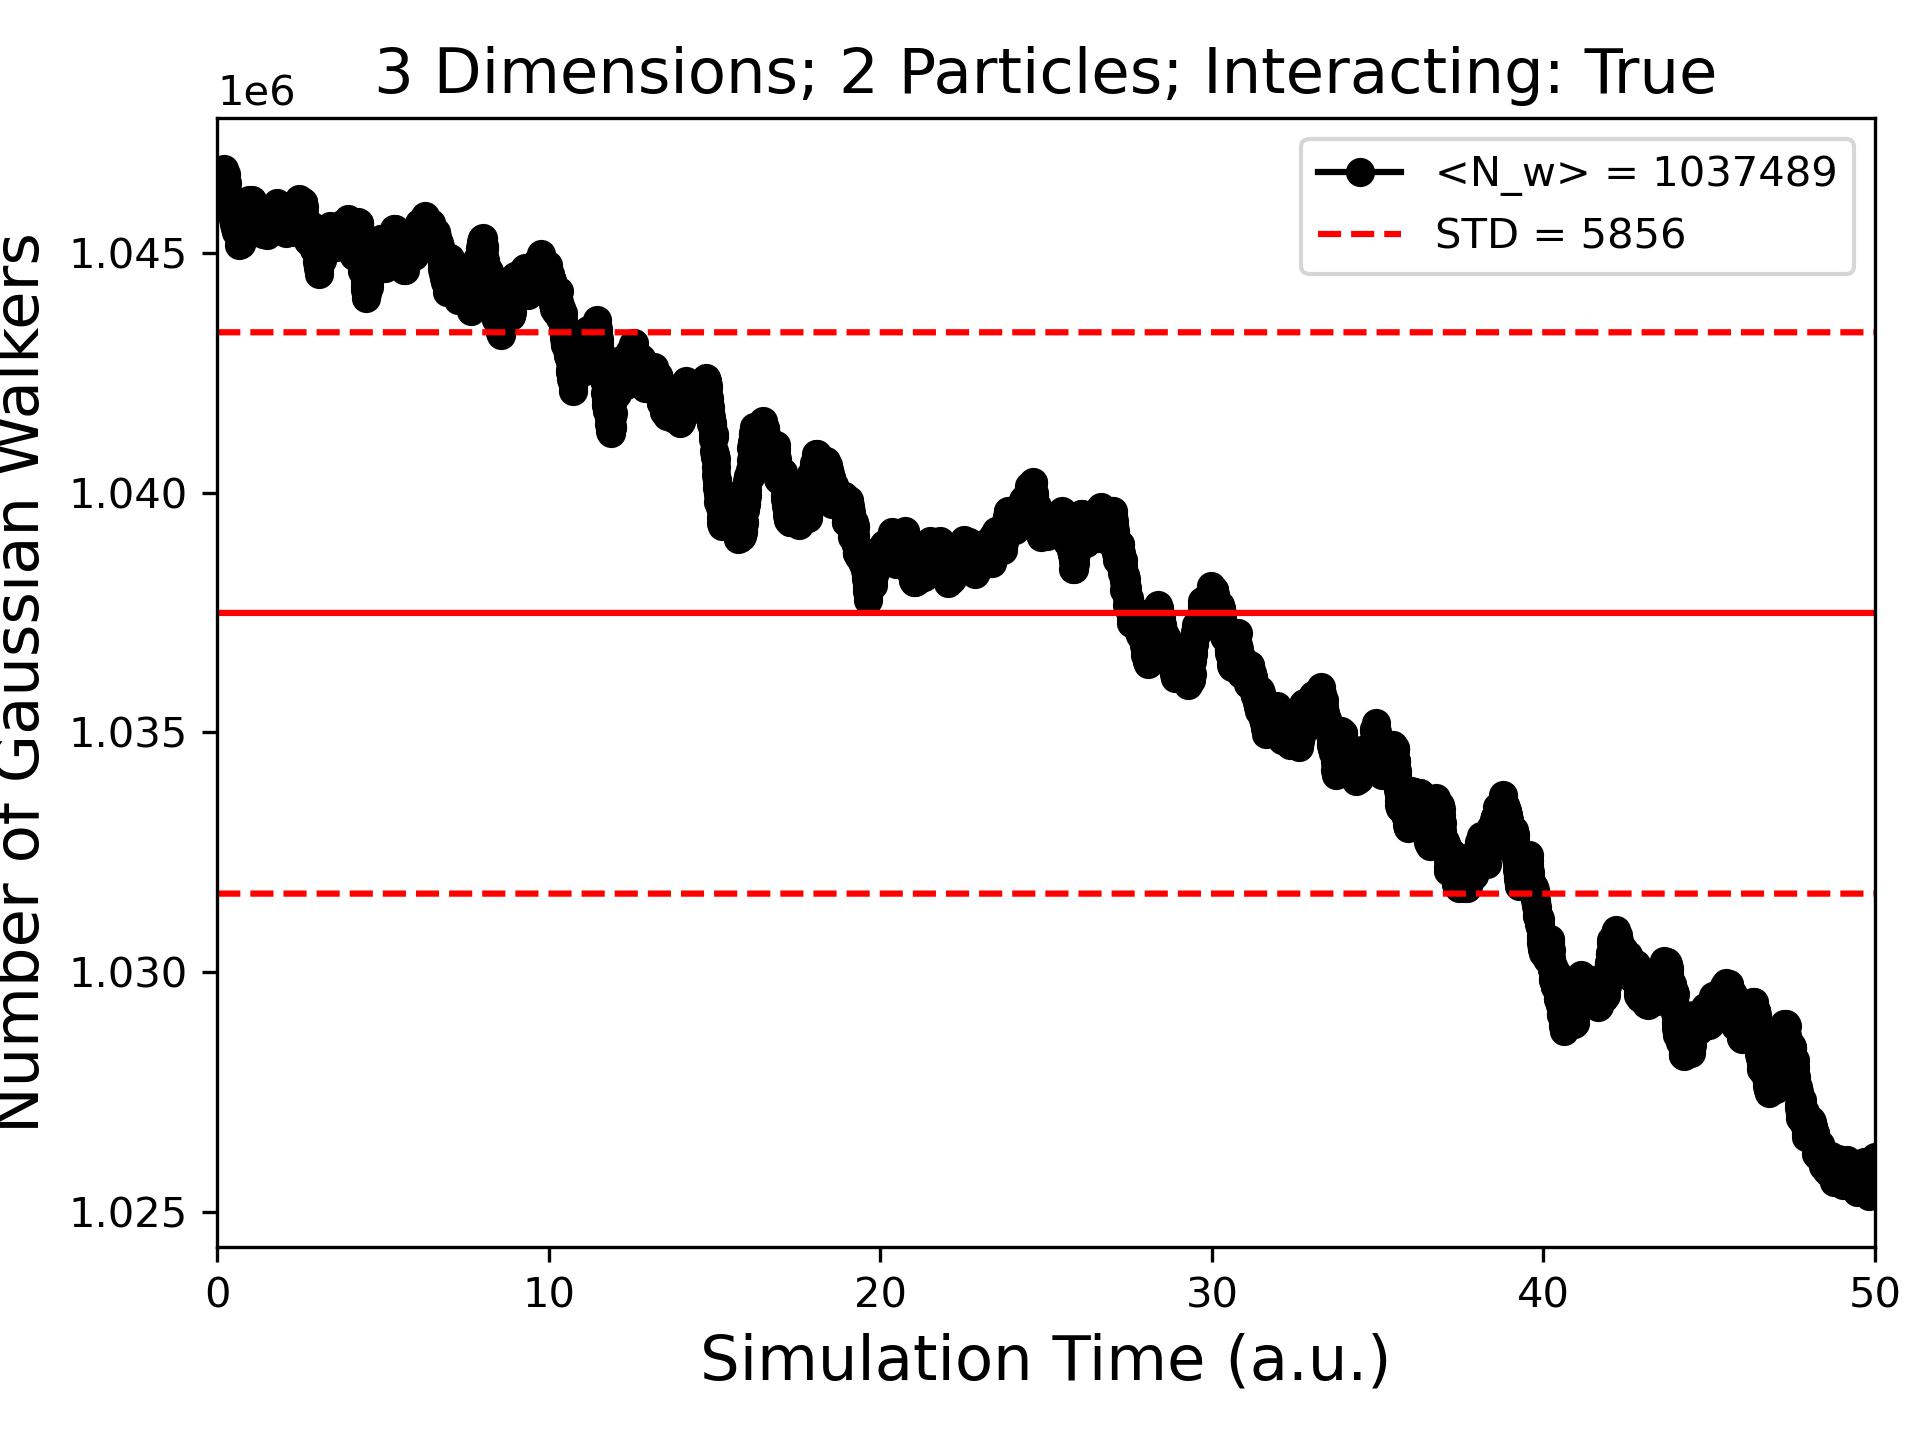 3 Dimensions; 2 Particles; Interacting: True
1e6
<N_w> = 1037489
STD = 5856
Number of Gaussian Walkers
1.045
1.040
1.035
1.030
1.025
0 10 20 30 40 50
Simulation Time (a.u.)